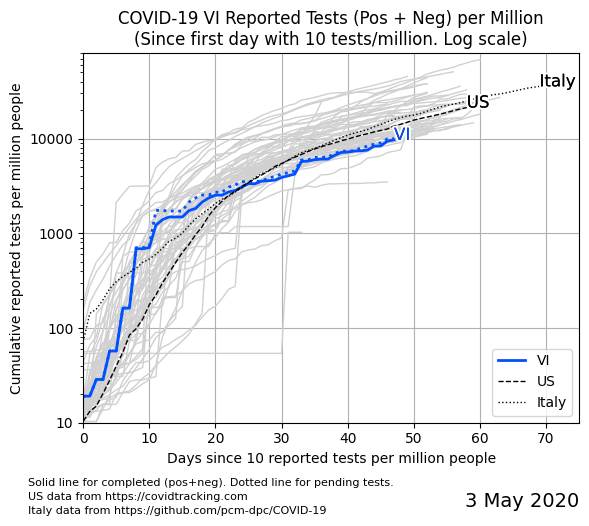 COVID-19 VI Reported Tests (Pos + Neg) per Million
(Since first day with 10 tests/million. Log scale)
Cumulative reported tests per million people
10000
1000
100
10
Italy
US
VI
VI
US
Italy
0 10 20 30 40 50 60 70
Days since 10 reported tests per million people
Solid line for completed (pos+neg). Dotted line for pending tests.
US data from https://covidtracking.com
Italy data from https://github.com/pcm-dpc/COVID-19
3 May 2020